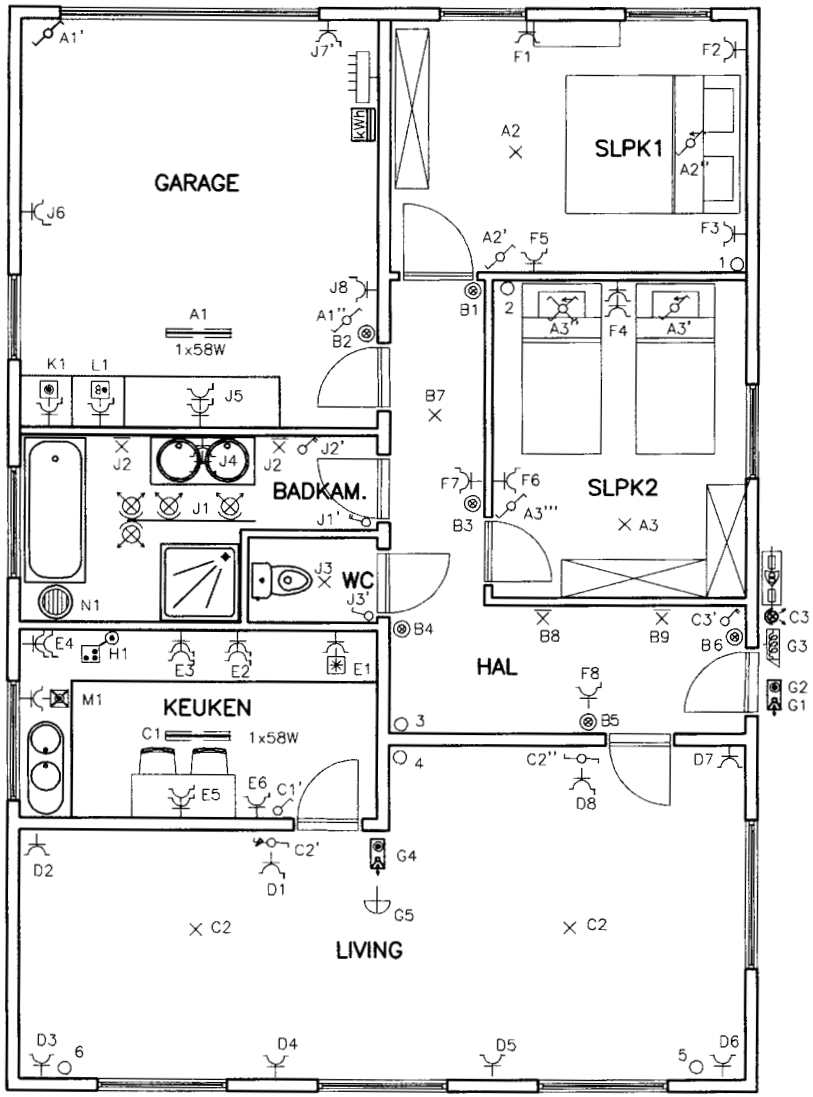 A1'
J7'
F1
F2
kWh
A2
SLPK1
A2''
GARAGE
J6
F3
A2'
F5
1
J8
B1
2
A1''
A1
B2
A3''
F4
A3'
1x58W
K1
L1
J5
B7
J2
J4
J2
J2'
F7
F6
SLPK2
BADKAM.
J1
J1'
B3
A3'''
A3
J3
WC
N1
J3'
C3'
C3
B4
B8
B9
B6
G3
E4
H1
E3
E2
E1
HAL
F8
G2
M1
KEUKEN
G1
C1
1x58W
3
B5
E5
E6
C1'
4
C2''
D7
D8
D2
C2'
G4
D1
G5
C2
C2
LIVING
D3
6
D4
D5
5
D6